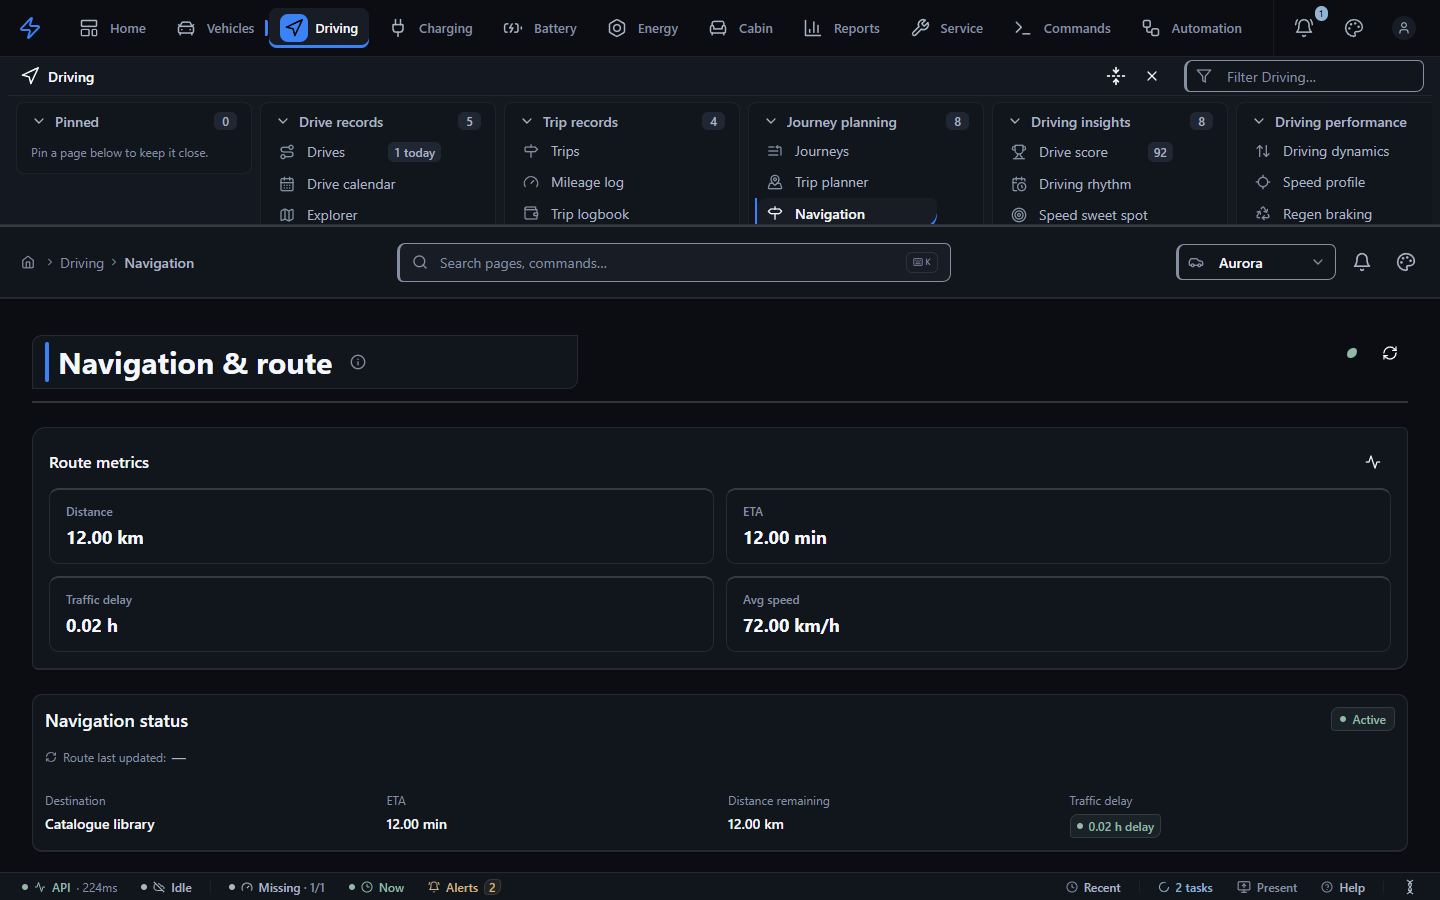 Home Vehicles Driving Charging Battery Energy Cabin Reports Service Commands Automation 1
Driving Filter Driving...
Pinned 0 Drive records 5 Trip records 4 Journey planning 8 Driving insights 8 Driving performance
Pin a page below to keep it close. Drives 1 today Trips Journeys Drive score 92 Driving dynamics
Drive calendar Mileage log Trip planner Driving rhythm Speed profile
Explorer Trip logbook Navigation Speed sweet spot Regen braking
Driving Navigation Search pages, commands... K Aurora
Navigation & route
Route metrics
Distance ETA
12.00 km 12.00 min
Traffic delay Avg speed
0.02 h 72.00 km/h
Navigation status Active
Route last updated: —
Destination ETA Distance remaining Traffic delay
Catalogue library 12.00 min 12.00 km 0.02 h delay
API · 224ms Idle Missing · 1/1 Now Alerts 2 Recent 2 tasks Present Help